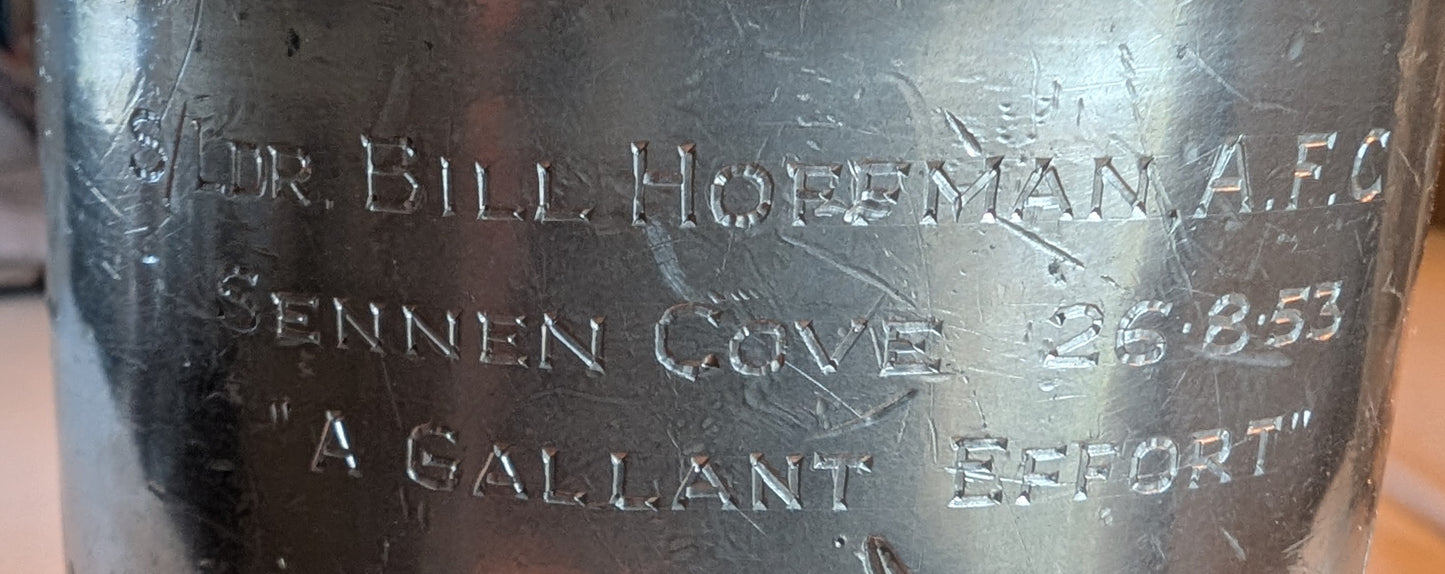 S/LDR. BILL HOFFMAN, A.F.C
SENNEN COVE 26·8·53
"A GALLANT EFFORT"